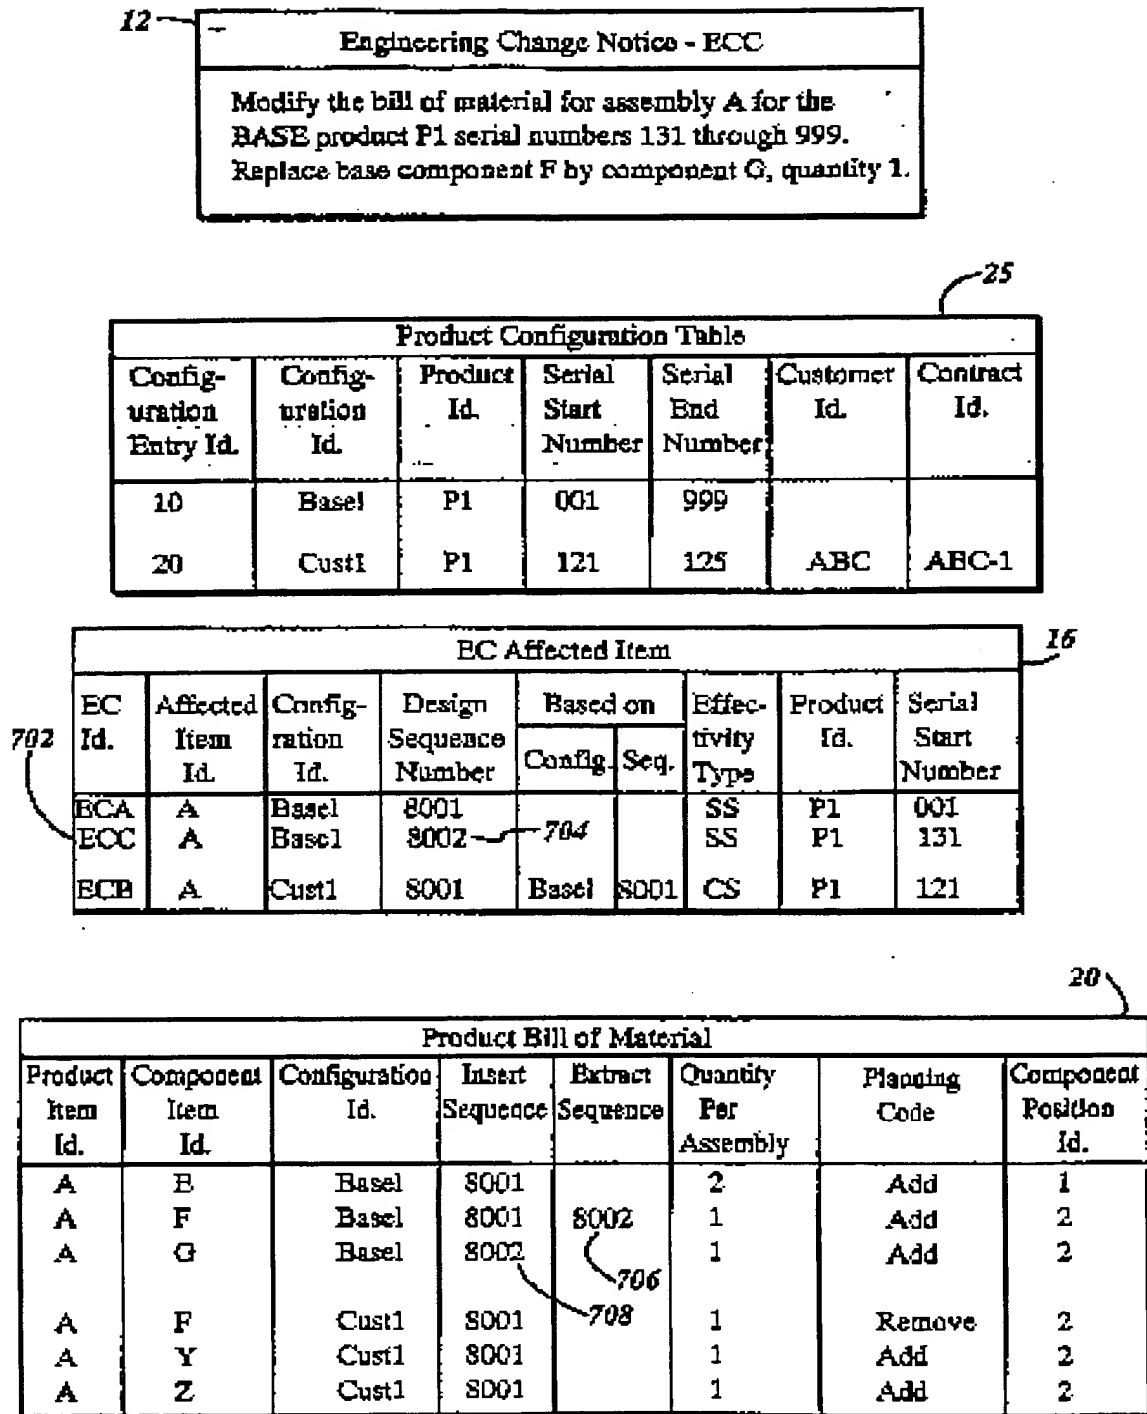 12
Engineering Change Notice - ECC
Modify the bill of material for assembly A for the
BASE product P1 serial numbers 131 through 999.
Replace base component F by component G, quantity 1.
25
Product Configuration Table
Config- Config- Product Serial Serial Customer Contract
uration uration Id. Start End Id. Id.
Entry Id. Id. Number Number
10 Base1 P1 001 999
20 Cust1 P1 121 125 ABC ABC-1
16
EC Affected Item
EC Affected Config- Design Based on Effec- Product Serial
702 Id. Item ration Sequence tivity Id. Start
Id. Id. Number Config. Seq. Type Number
ECA A Base1 8001 SS P1 001
ECC A Base1 8002 704 SS P1 131
ECB A Cust1 8001 Base1 8001 CS P1 121
20
Product Bill of Material
Product Component Configuration Insert Extract Quantity Planning Component
Item Item Id. Sequence Sequence Per Code Position
Id. Id. Assembly Id.
A E Base1 8001 2 Add 1
A F Base1 8001 8002 1 Add 2
A G Base1 8002 1 Add 2
706
708
A F Cust1 8001 1 Remove 2
A Y Cust1 8001 1 Add 2
A Z Cust1 8001 1 Add 2